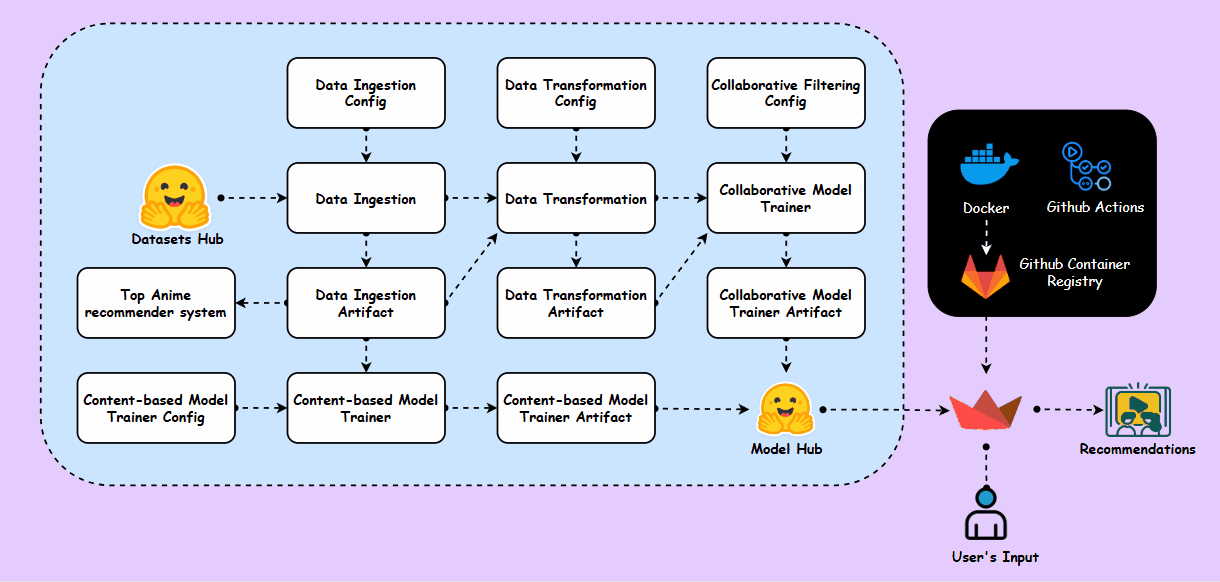 Data Ingestion
Config
Data Transformation
Config
Collaborative Filtering
Config
Datasets Hub
Data Ingestion
Data Transformation
Collaborative Model
Trainer
Docker
Github Actions
Github Container
Registry
Top Anime
recommender system
Data Ingestion
Artifact
Data Transformation
Artifact
Collaborative Model
Trainer Artifact
Content-based Model
Trainer Config
Content-based Model
Trainer
Content-based Model
Trainer Artifact
Model Hub
Recommendations
User's Input